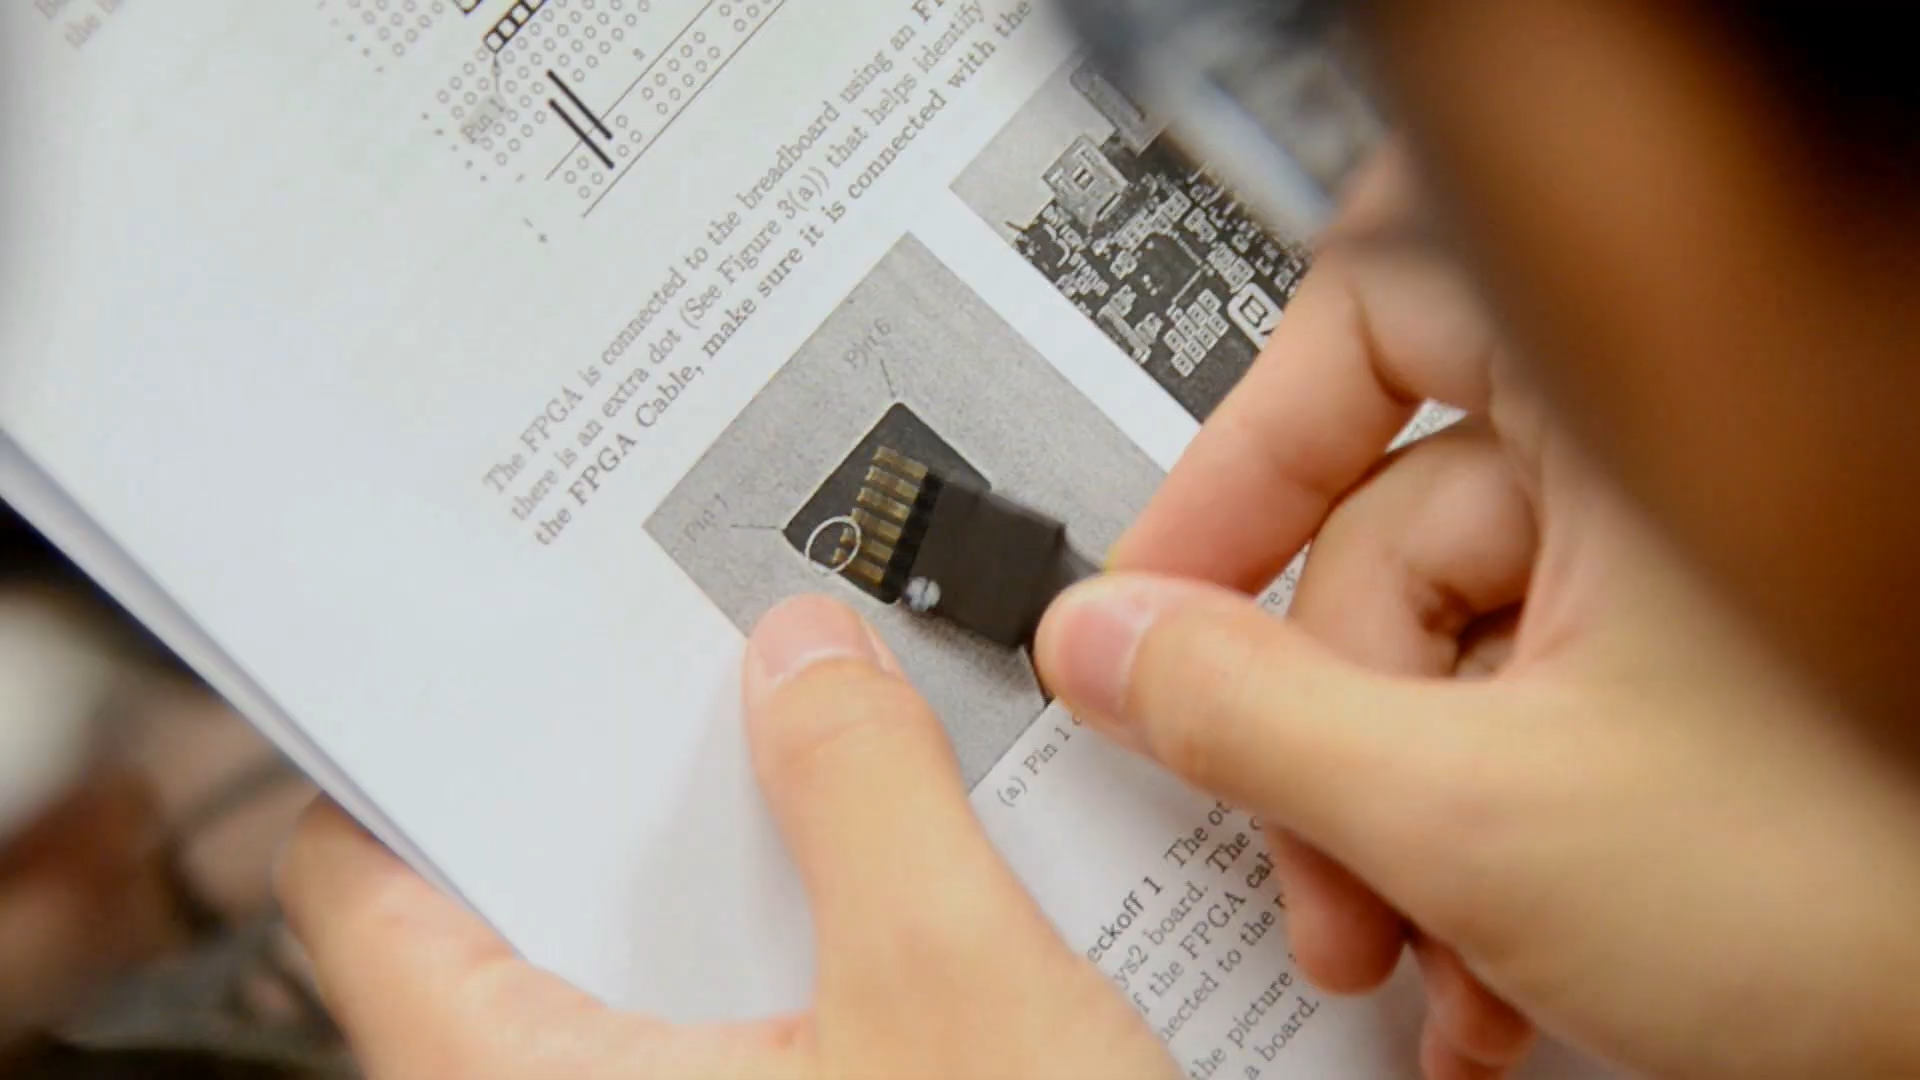 Pin 1
The FPGA is connected to the breadboard using an
there is an extra dot (See Figure 3(a)) that helps identify
the FPGA Cable, make sure it is connected with the
Pin 6
Pin 1
(a) Pin 1
eckoff 1 The ot
ys2 board. The
f the FPGA cab
nected to the
the picture
a board.